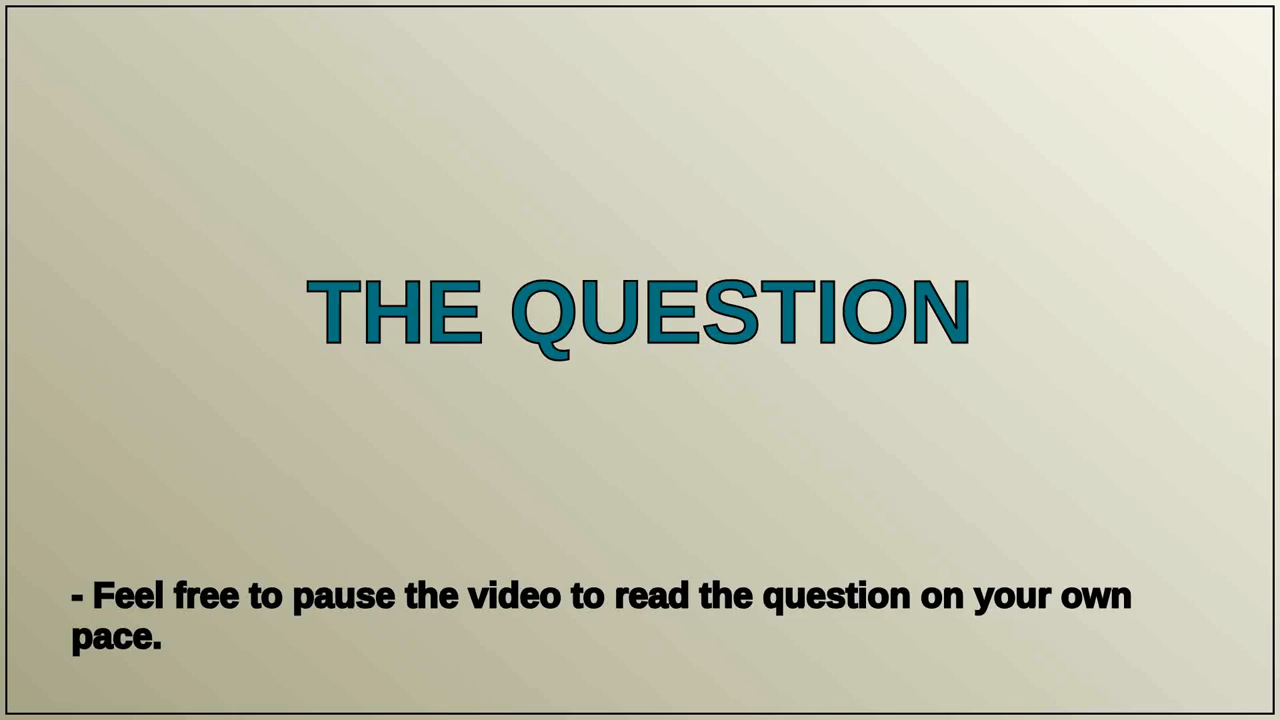 THE QUESTION
- Feel free to pause the video to read the question on your own
pace.